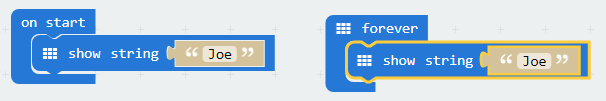 on start
show string “ Joe ”
forever
show string “ Joe ”